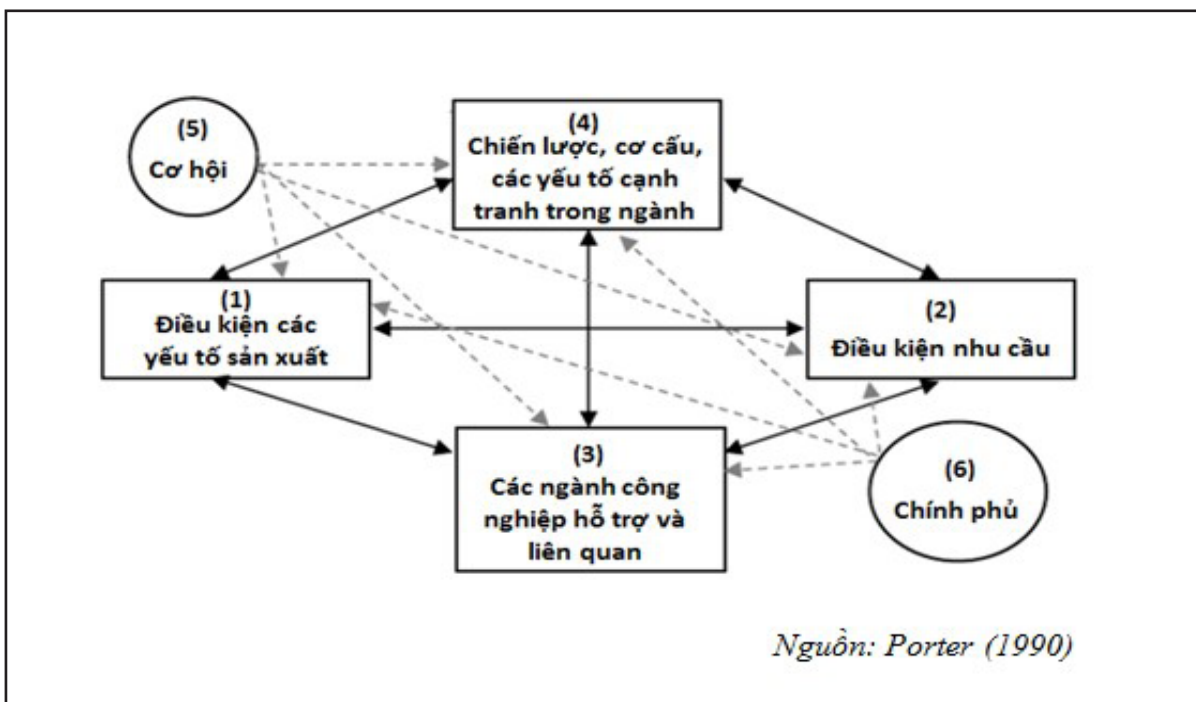 (5)
Cơ hội
(4)
Chiến lược, cơ cấu,
các yếu tố cạnh
tranh trong ngành
(1)
Điều kiện các
yếu tố sản xuất
(2)
Điều kiện nhu cầu
(3)
Các ngành công
nghiệp hỗ trợ và
liên quan
(6)
Chính phủ
Nguồn: Porter (1990)